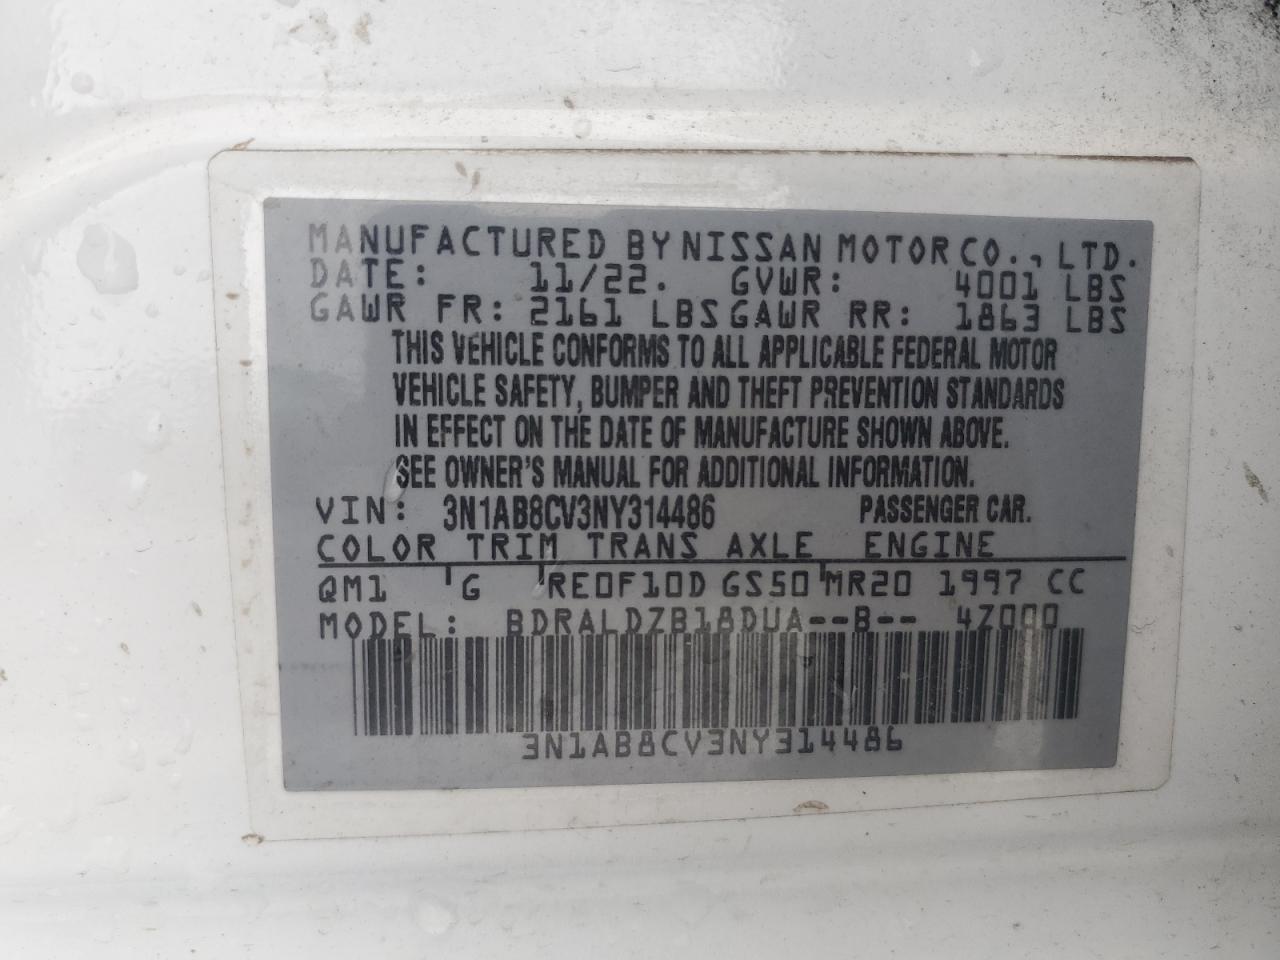 MANUFACTURED BY NISSAN MOTOR CO., LTD.
DATE: 11/22. GVWR: 4001 LBS
GAWR FR: 2161 LBS GAWR RR: 1863 LBS
THIS VEHICLE CONFORMS TO ALL APPLICABLE FEDERAL MOTOR
VEHICLE SAFETY, BUMPER AND THEFT PREVENTION STANDARDS
IN EFFECT ON THE DATE OF MANUFACTURE SHOWN ABOVE.
SEE OWNER'S MANUAL FOR ADDITIONAL INFORMATION.
VIN: 3N1AB8CV3NY314486 PASSENGER CAR.
COLOR TRIM TRANS AXLE ENGINE
QM1 G RE0F10D GS50 MR20 1997 CC
MODEL: BDRALDZB18DUA--B-- 4Z000
3N1AB8CV3NY314486